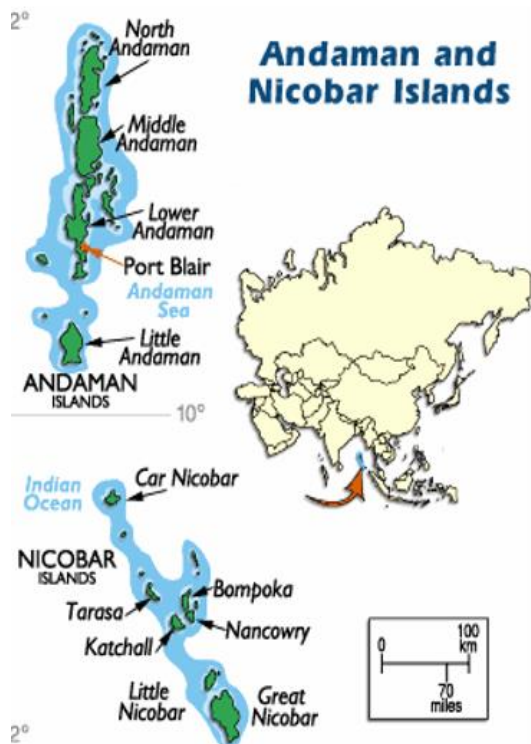 2°
North
Andaman
Andaman and
Nicobar Islands
Middle
Andaman
Lower
Andaman
Port Blair
Andaman
Sea
Little
Andaman
ANDAMAN
ISLANDS
10°
Indian
Ocean
Car Nicobar
NICOBAR
ISLANDS
Bompoka
Tarasa
Nancowry
Katchall
Little
Nicobar
Great
Nicobar
0
100
km
70
miles
2°